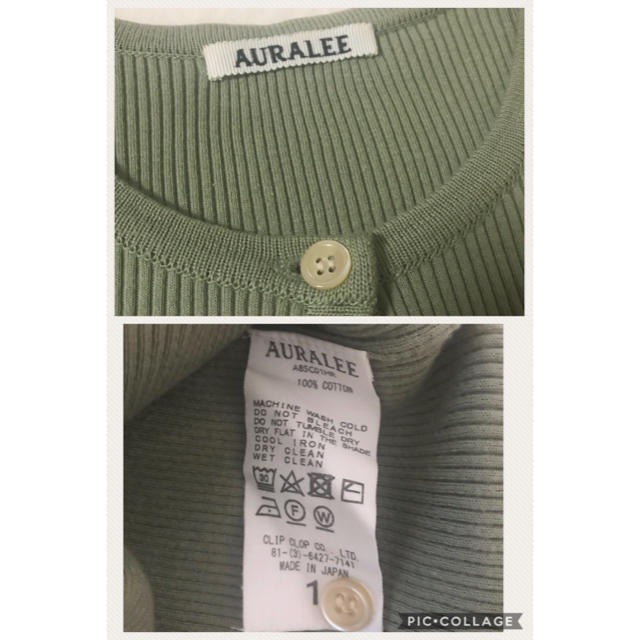 AURALEE
AURALEE
A8SC01HR
100% COTTON
MACHINE WASH COLD
DO NOT BLEACH
DO NOT TUMBLE DRY
DRY FLAT IN THE SHADE
COOL IRON
DRY CLEAN
WET CLEAN
30
F W
CLIP CLOP CO., LTD.
81-(3)-6427-7141
MADE IN JAPAN
1
PIC•COLLAGE